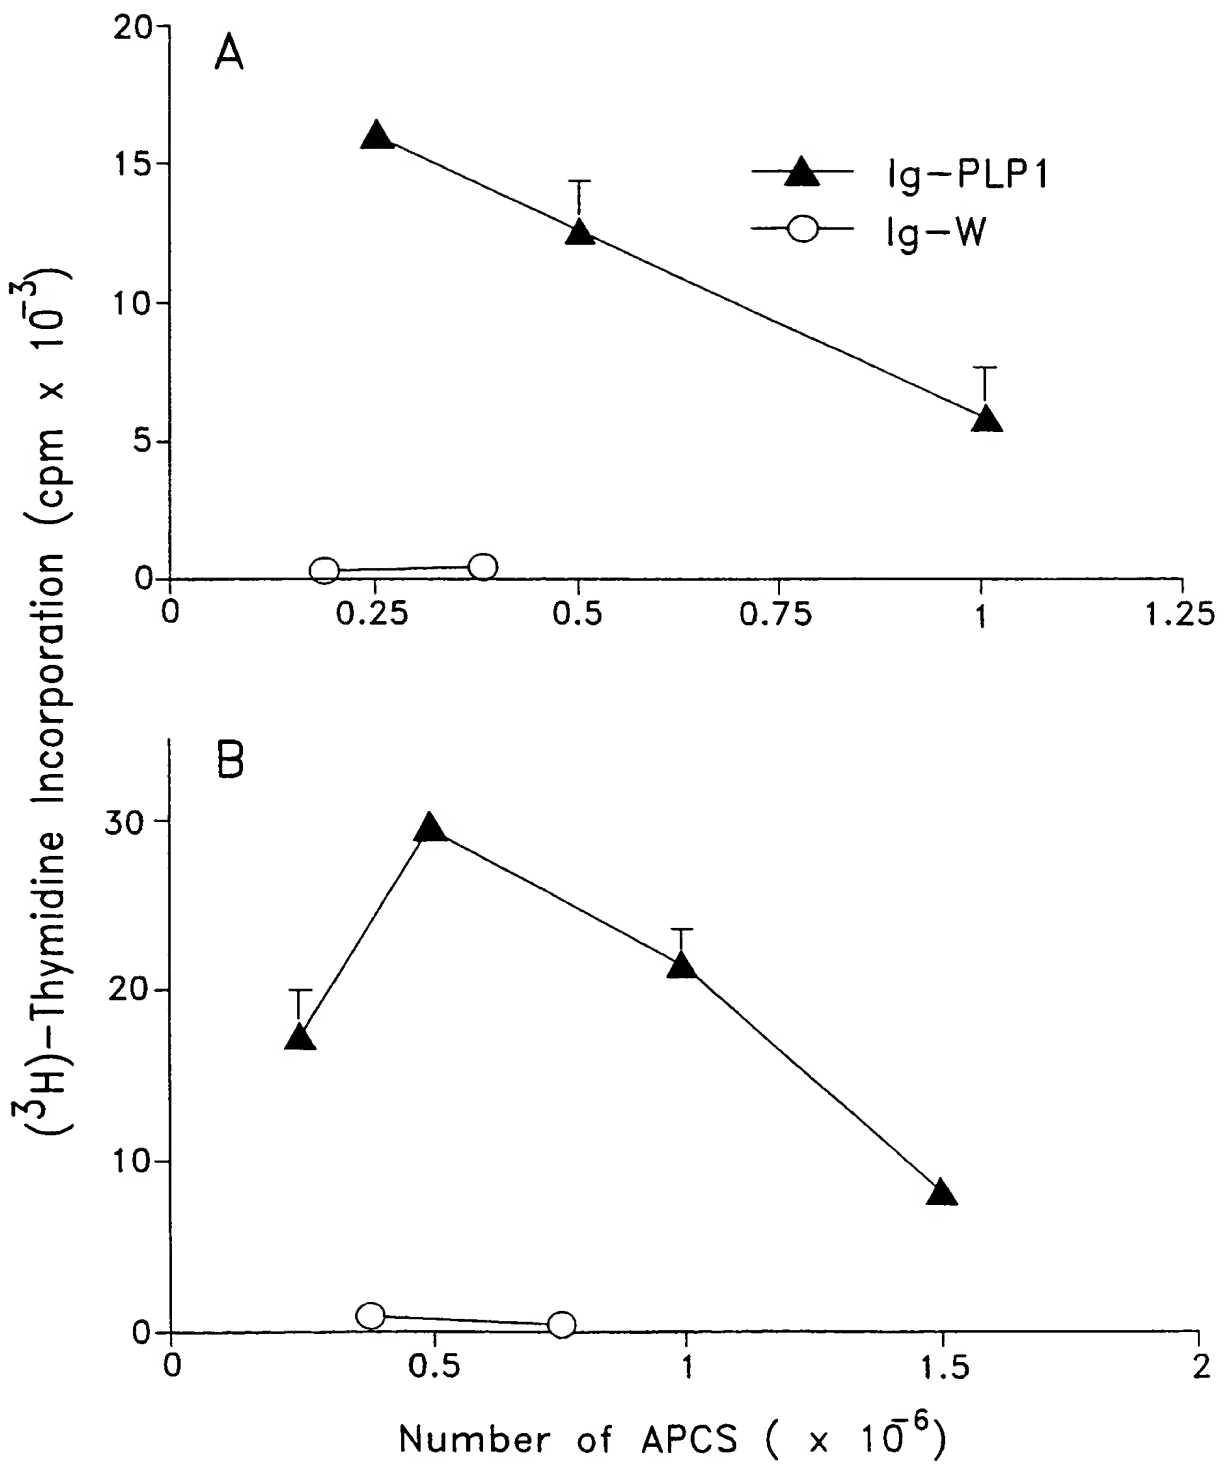 A
20
15
10
5
0
0 0.25 0.5 0.75 1 1.25
Ig-PLP1
Ig-W
(³H)-Thymidine Incorporation (cpm x 10⁻³)
B
30
20
10
0
0 0.5 1 1.5 2
Number of APCS ( x 10⁻⁶)